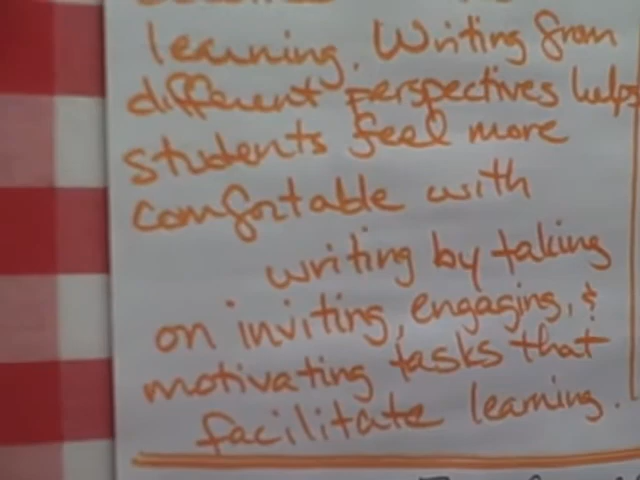 learning. Writing from
different perspectives helps
students feel more
comfortable with
writing by taking
on inviting, engaging, &
motivating tasks that
facilitate learning.